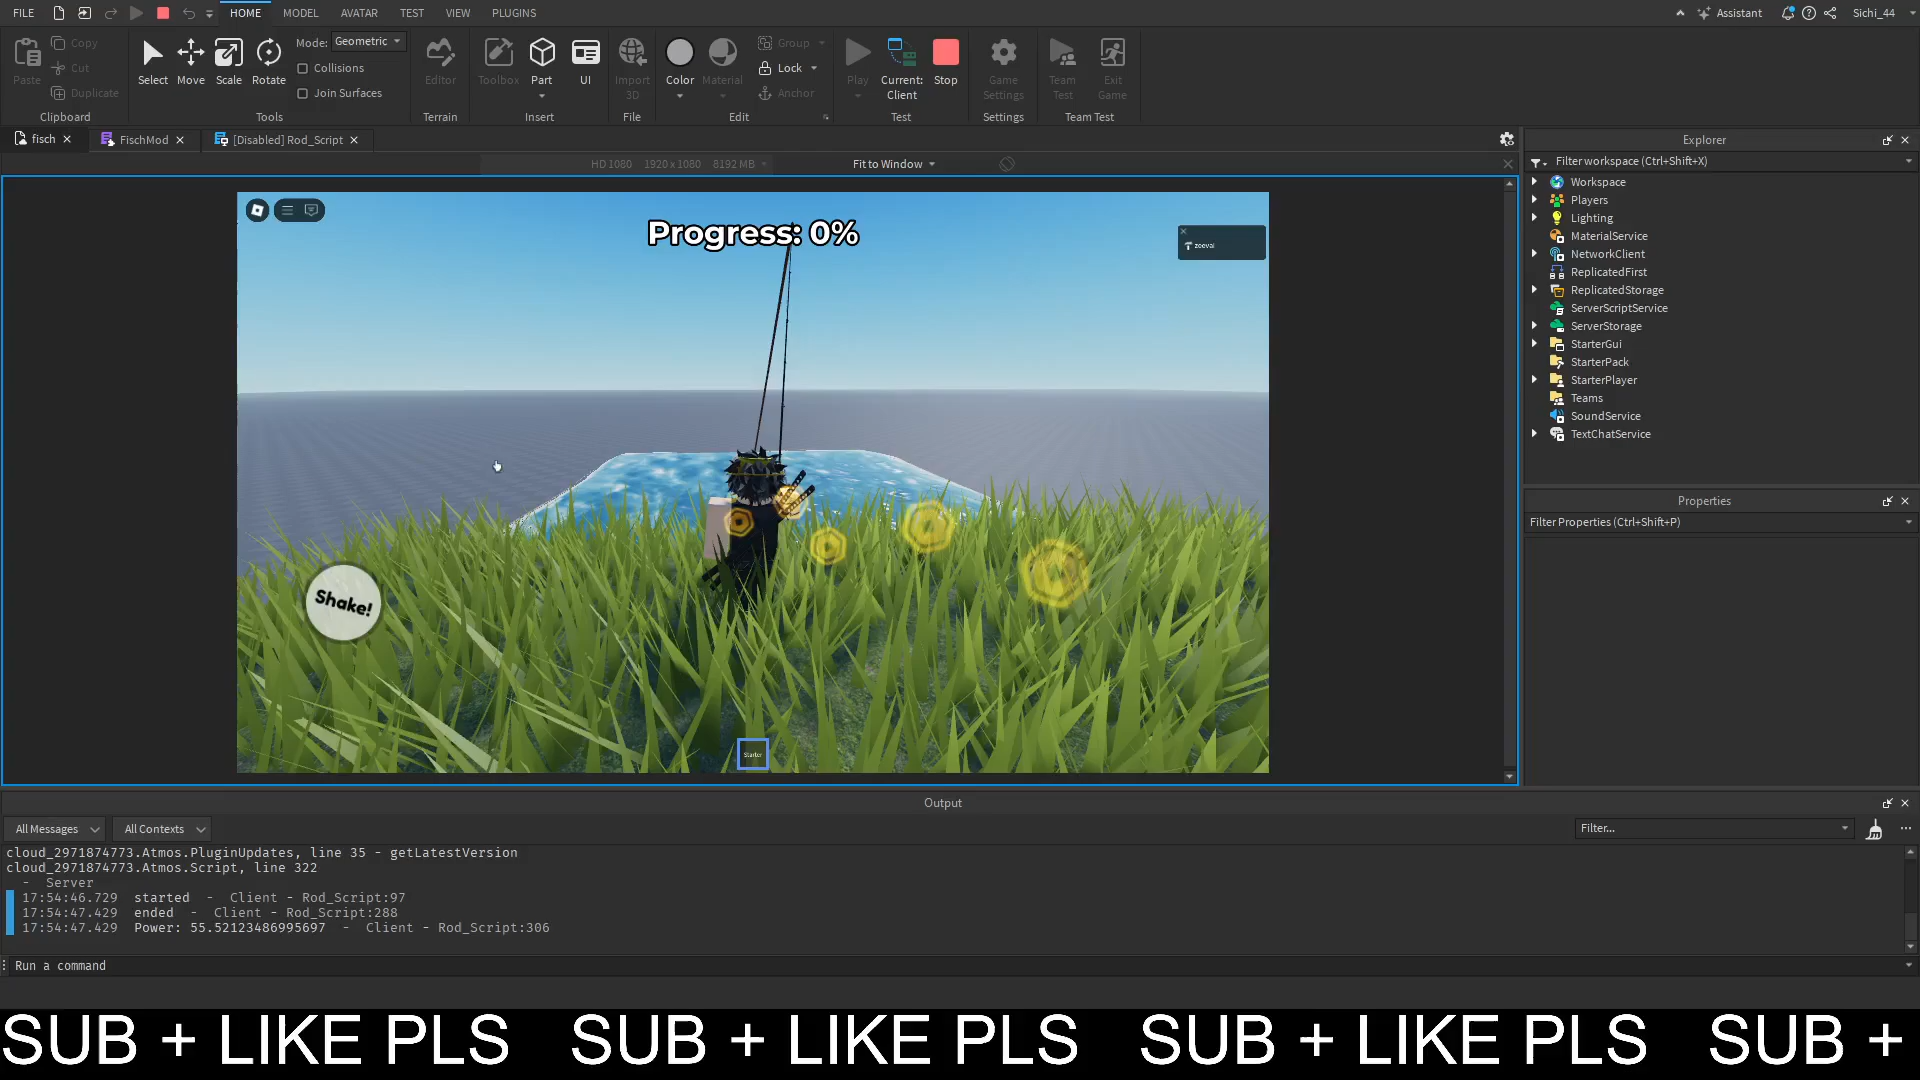 FILE HOME MODEL AVATAR TEST VIEW PLUGINS Assistant Sichi_44
Paste Copy Cut Duplicate Clipboard
Select Move Scale Rotate Mode: Geometric Collisions Join Surfaces Tools
Editor Terrain
Toolbox Part UI Insert
Import 3D File
Color Material Group Lock Anchor Edit
Play Current: Client Stop Test
Game Settings Settings
Team Test Exit Game Team Test
fisch FischMod [Disabled] Rod_Script
HD 1080 1920 x 1080 8192 MB Fit to Window
Progress: 0%
zeeval
Shake!
Starter
Explorer
Filter workspace (Ctrl+Shift+X)
Workspace
Players
Lighting
MaterialService
NetworkClient
ReplicatedFirst
ReplicatedStorage
ServerScriptService
ServerStorage
StarterGui
StarterPack
StarterPlayer
Teams
SoundService
TextChatService
Properties
Filter Properties (Ctrl+Shift+P)
Output
All Messages All Contexts Filter...
cloud_2971874773.Atmos.PluginUpdates, line 35 - getLatestVersion
cloud_2971874773.Atmos.Script, line 322
- Server
17:54:46.729 started - Client - Rod_Script:97
17:54:47.429 ended - Client - Rod_Script:288
17:54:47.429 Power: 55.52123486995697 - Client - Rod_Script:306
Run a command
SUB + LIKE PLS SUB + LIKE PLS SUB + LIKE PLS SUB +